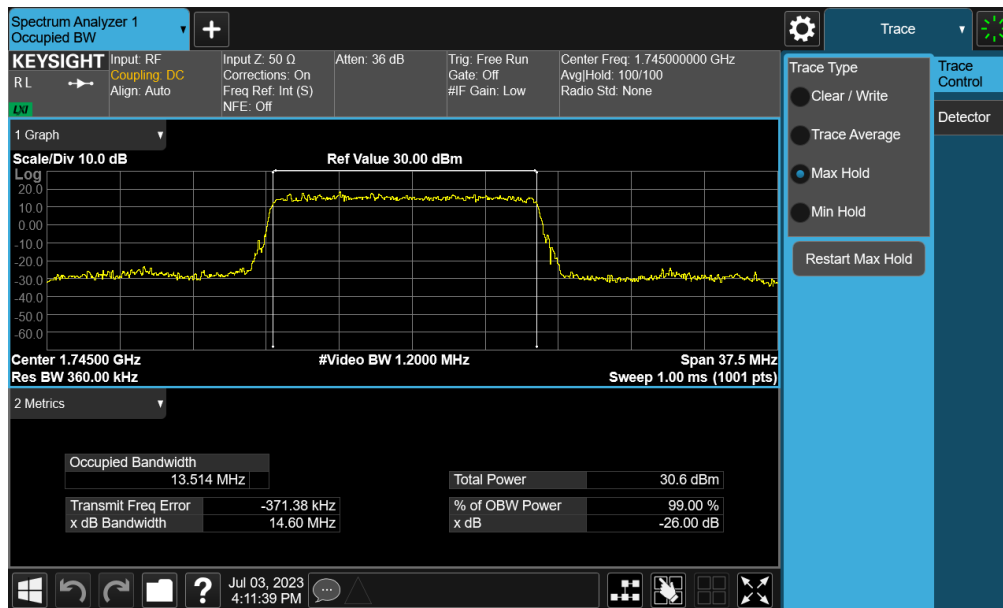 Spectrum Analyzer 1
Occupied BW
+
Trace
KEYSIGHT
R L
LXI
Input: RF
Coupling: DC
Align: Auto
Input Z: 50 Ω
Corrections: On
Freq Ref: Int (S)
NFE: Off
Atten: 36 dB
Trig: Free Run
Gate: Off
#IF Gain: Low
Center Freq: 1.745000000 GHz
Avg|Hold: 100/100
Radio Std: None
Trace Type
Clear / Write
Trace Average
Max Hold
Min Hold
Restart Max Hold
Trace
Control
Detector
1 Graph
Scale/Div 10.0 dB
Ref Value 30.00 dBm
Log
20.0
10.0
0.00
-10.0
-20.0
-30.0
-40.0
-50.0
-60.0
Center 1.74500 GHz
#Video BW 1.2000 MHz
Span 37.5 MHz
Res BW 360.00 kHz
Sweep 1.00 ms (1001 pts)
2 Metrics
Occupied Bandwidth
13.514 MHz
Total Power 30.6 dBm
Transmit Freq Error -371.38 kHz
% of OBW Power 99.00 %
x dB Bandwidth 14.60 MHz
x dB -26.00 dB
?
Jul 03, 2023
4:11:39 PM